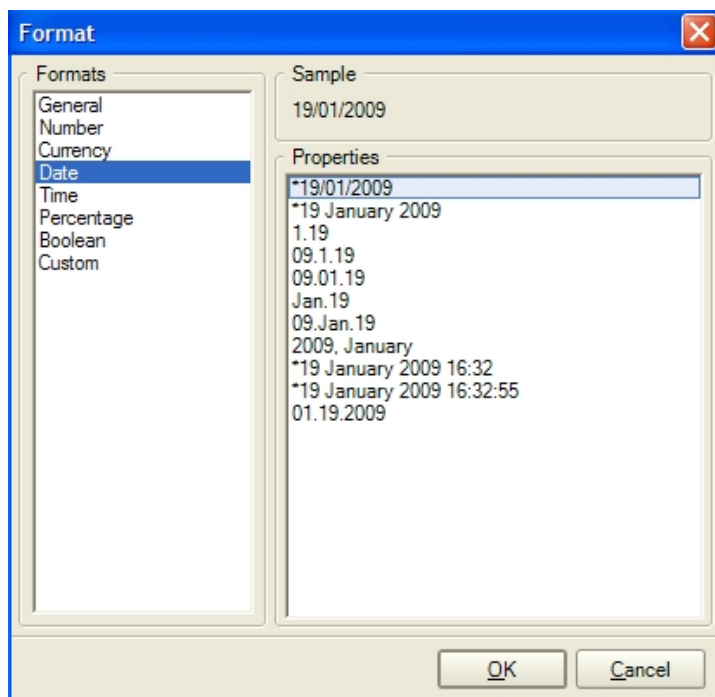 Format
Formats
General
Number
Currency
Date
Time
Percentage
Boolean
Custom
Sample
19/01/2009
Properties
*19/01/2009
*19 January 2009
1.19
09.1.19
09.01.19
Jan.19
09.Jan.19
2009, January
*19 January 2009 16:32
*19 January 2009 16:32:55
01.19.2009
OK
Cancel